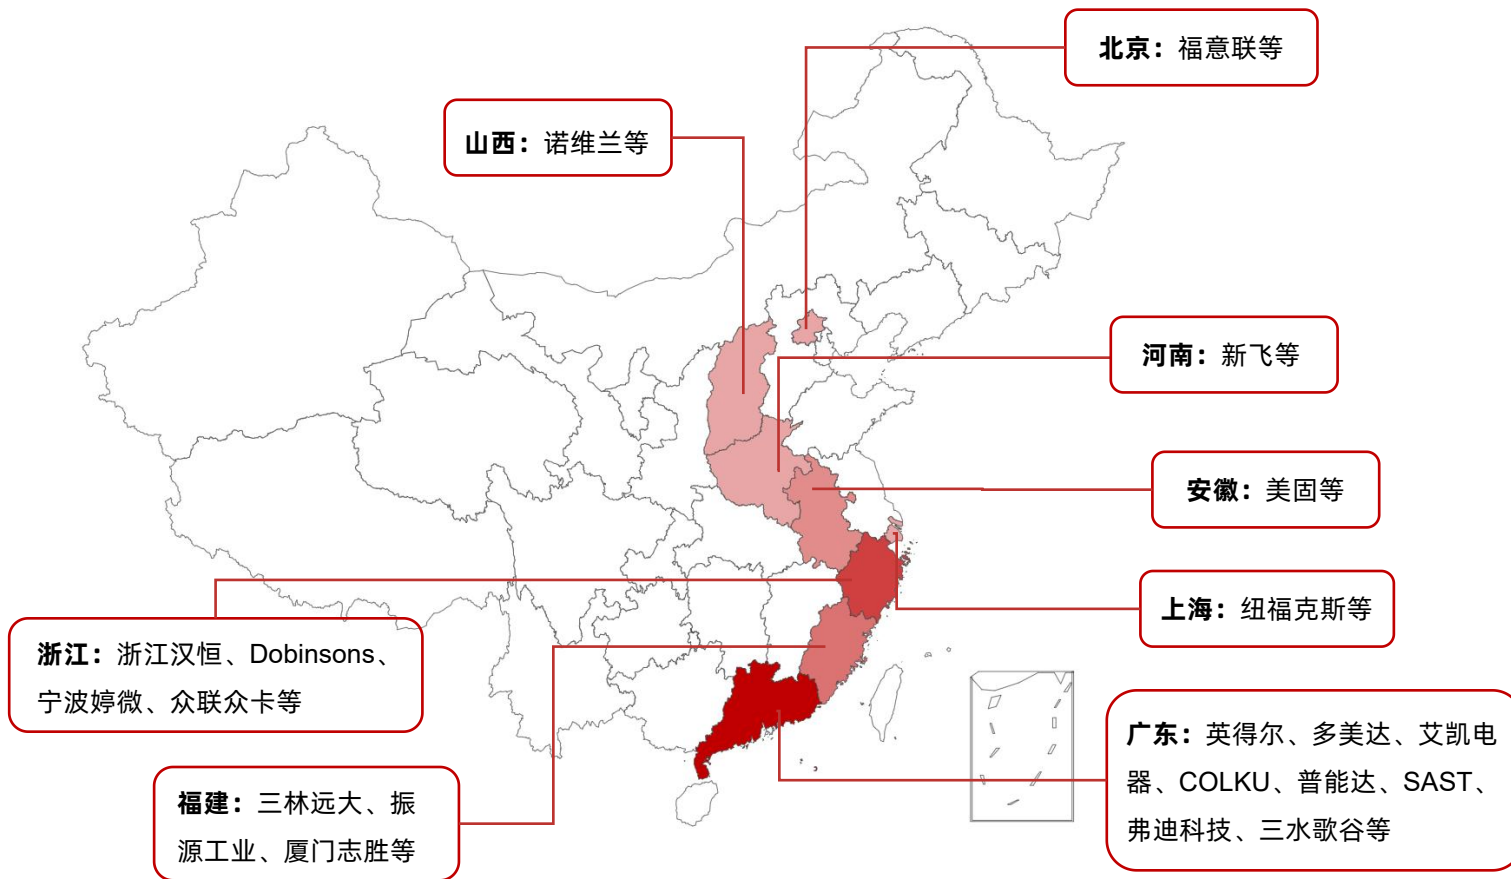 北京：福意联等
山西：诺维兰等
河南：新飞等
安徽：美固等
上海：纽福克斯等
浙江：浙江汉恒、Dobinsons、
宁波婷微、众联众卡等
广东：英得尔、多美达、艾凯电
器、COLKU、普能达、SAST、
弗迪科技、三水歌谷等
福建：三林远大、振
源工业、厦门志胜等